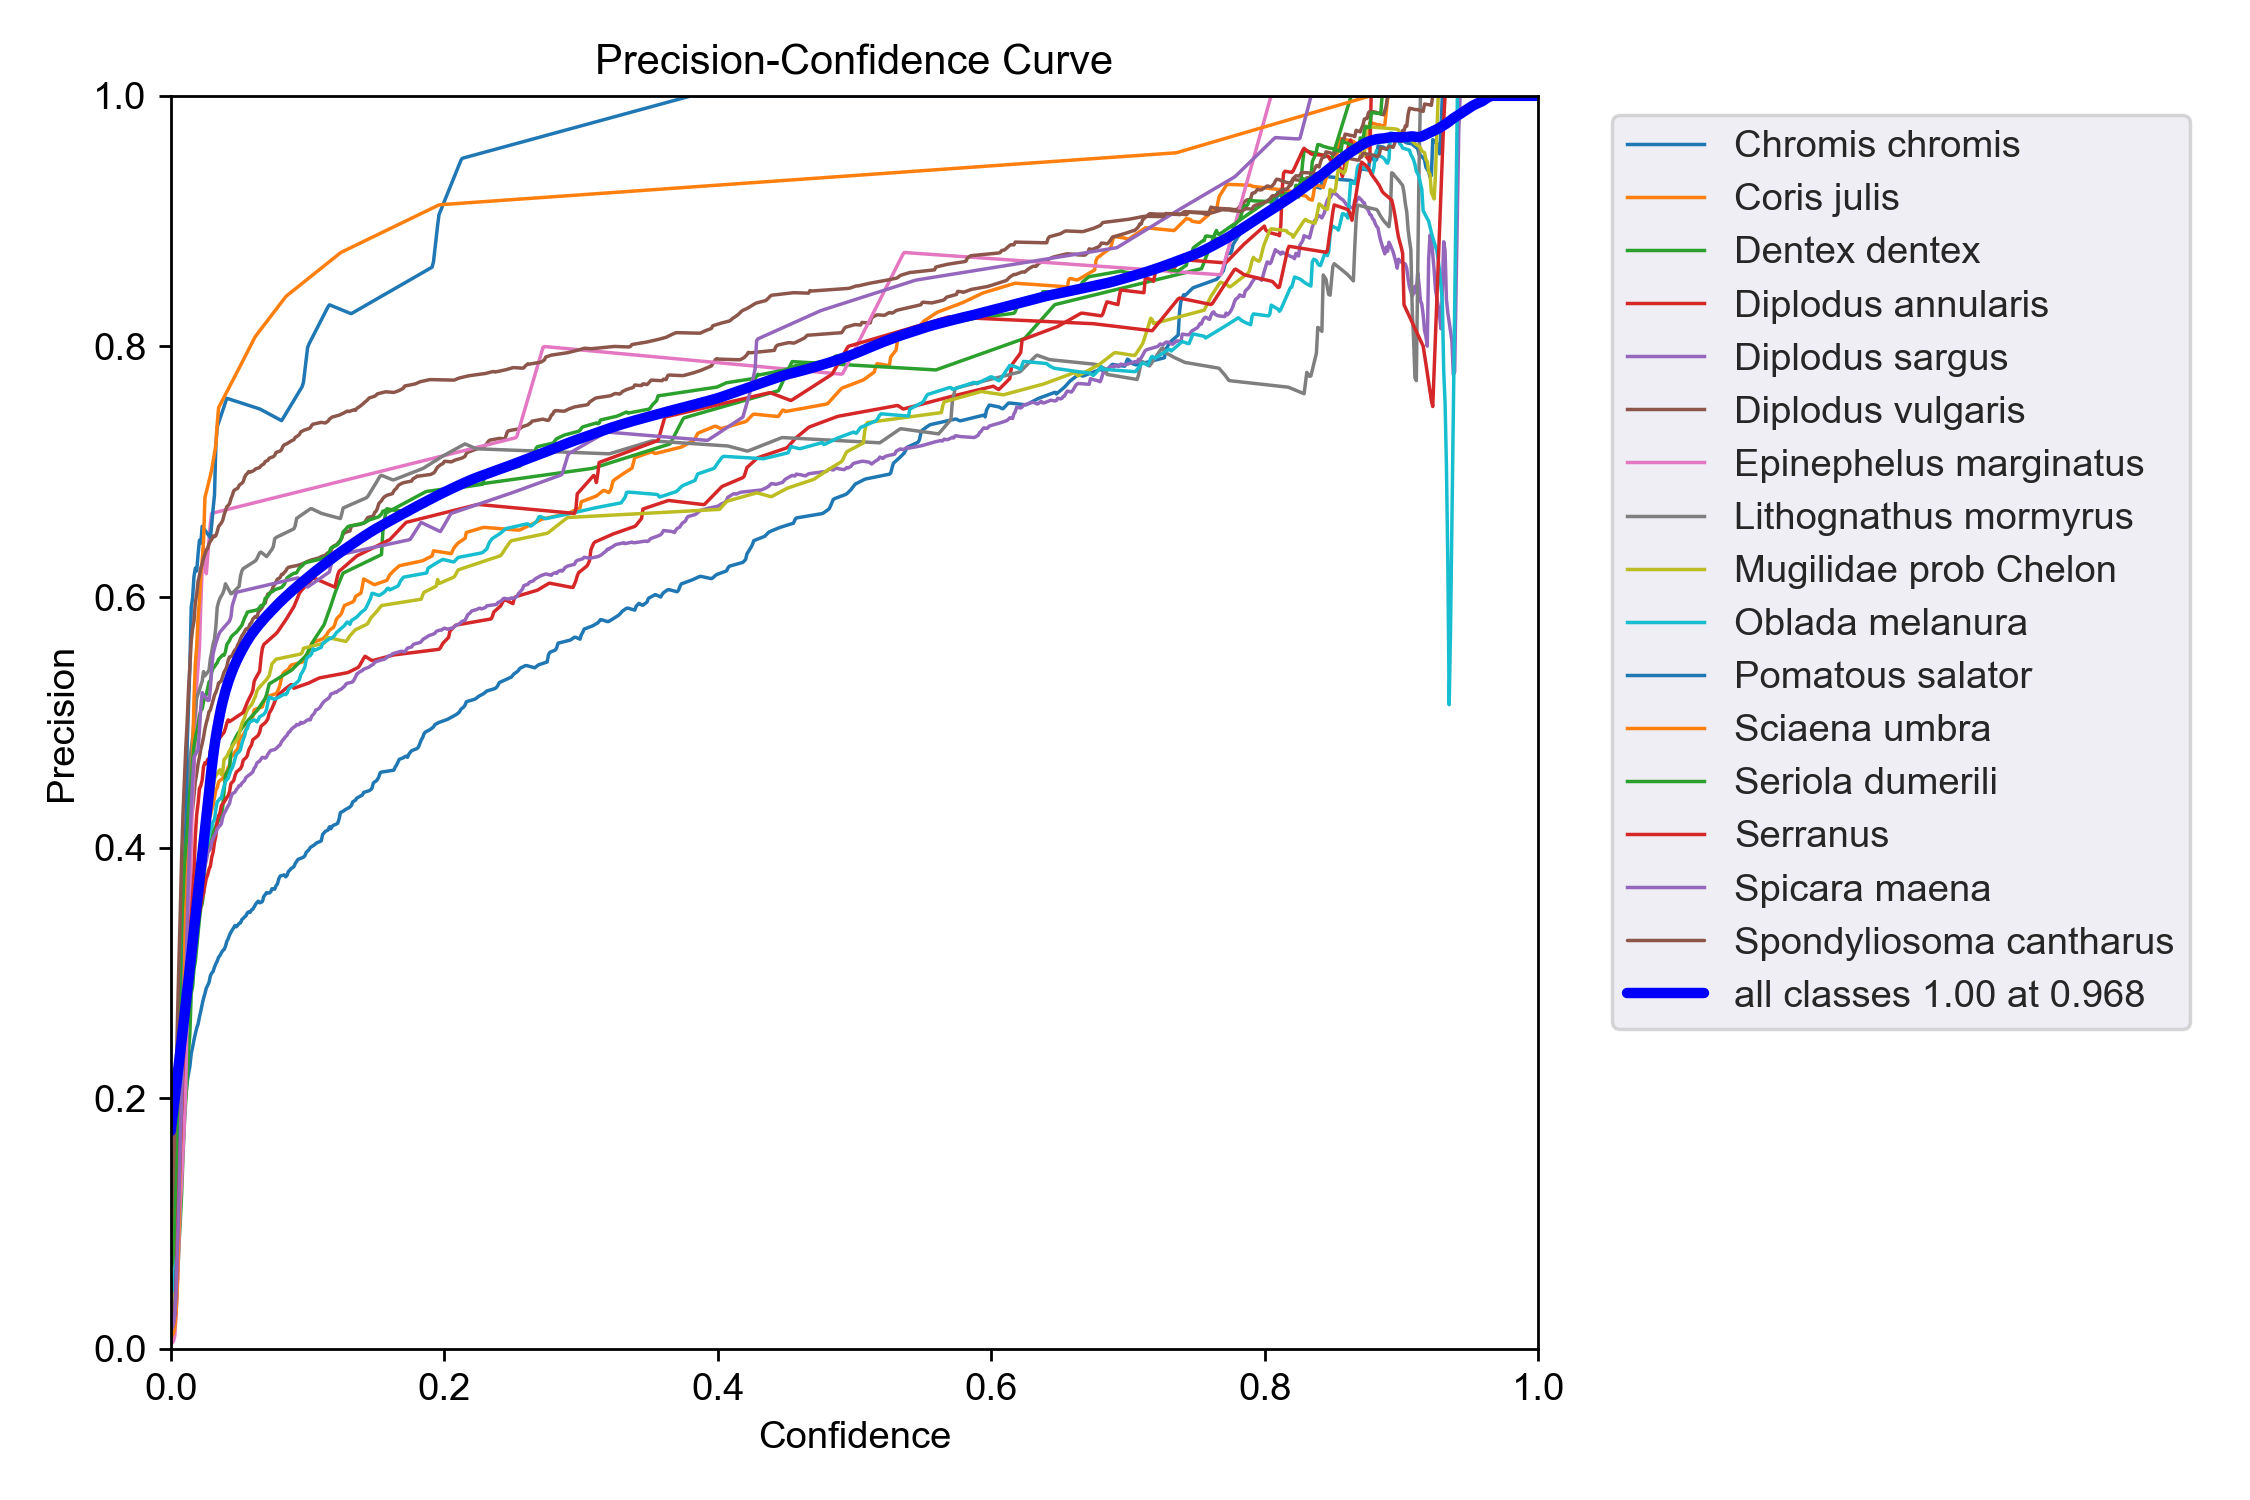 Precision-Confidence Curve
1.0
0.8
0.6
0.4
0.2
0.0
Precision
0.0 0.2 0.4 0.6 0.8 1.0
Confidence
Chromis chromis
Coris julis
Dentex dentex
Diplodus annularis
Diplodus sargus
Diplodus vulgaris
Epinephelus marginatus
Lithognathus mormyrus
Mugilidae prob Chelon
Oblada melanura
Pomatous salator
Sciaena umbra
Seriola dumerili
Serranus
Spicara maena
Spondyliosoma cantharus
all classes 1.00 at 0.968